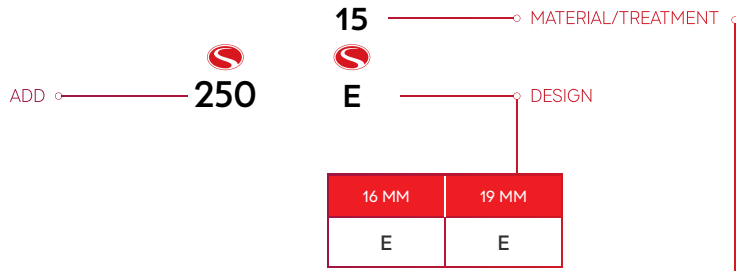 15 MATERIAL/TREATMENT
S S
ADD 250 E DESIGN
16 MM 19 MM
E E